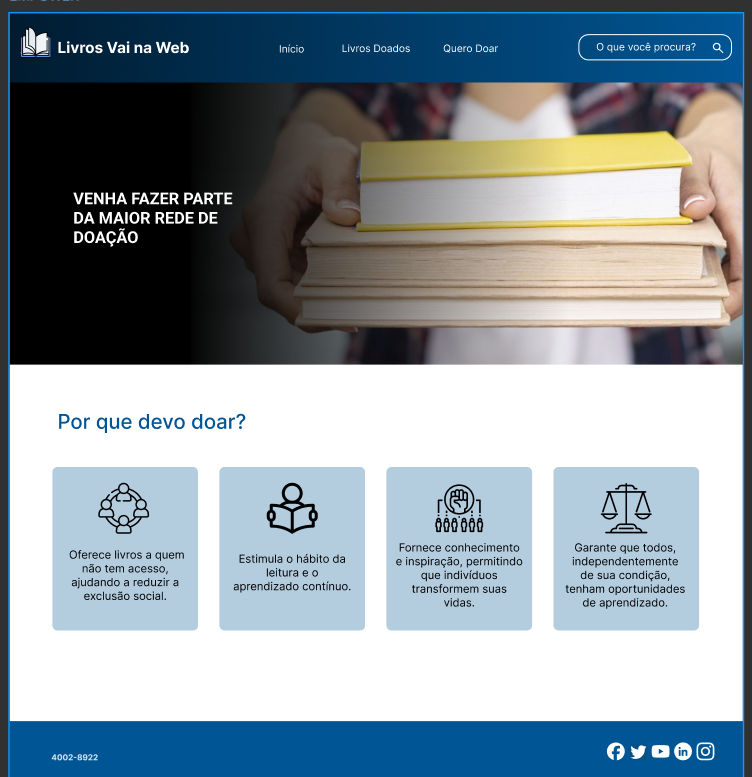 Livros Vai na Web
Início
Livros Doados
Quero Doar
O que você procura?
VENHA FAZER PARTE
DA MAIOR REDE DE
DOAÇÃO
Por que devo doar?
Oferece livros a quem
não tem acesso,
ajudando a reduzir a
exclusão social.
Estimula o hábito da
leitura e o
aprendizado contínuo.
Fornece conhecimento
e inspiração, permitindo
que indivíduos
transformem suas
vidas.
Garante que todos,
independentemente
de sua condição,
tenham oportunidades
de aprendizado.
4002-8922